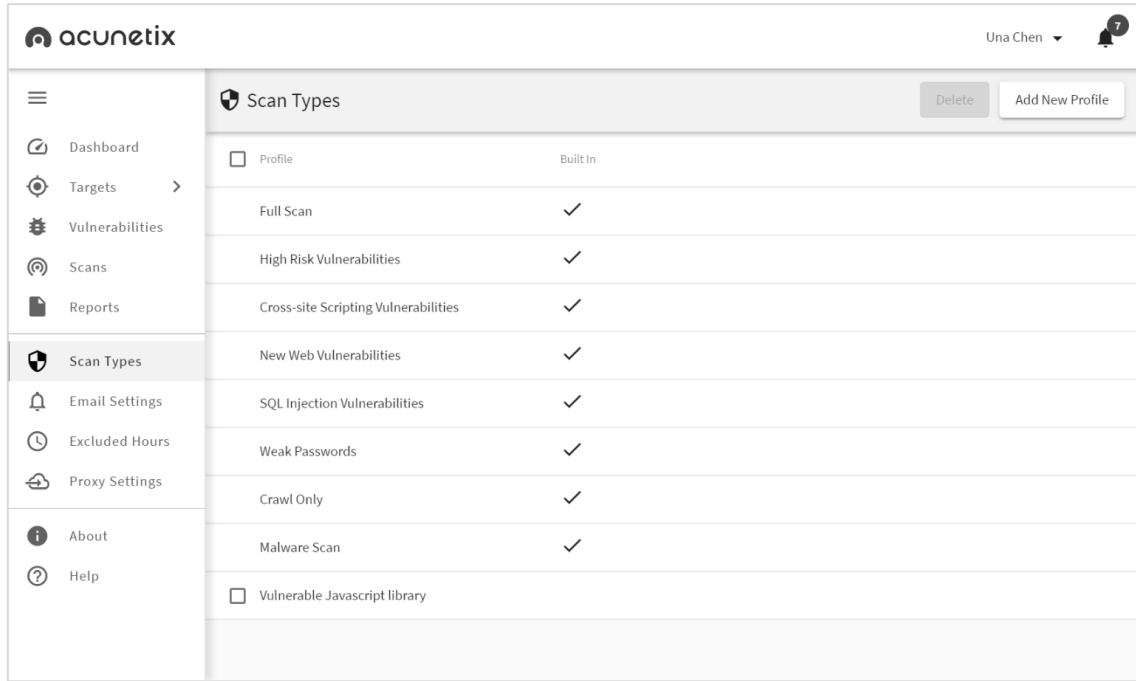 acunetix
Una Chen
7
Scan Types
Delete
Add New Profile
Dashboard
Targets
Vulnerabilities
Scans
Reports
Scan Types
Email Settings
Excluded Hours
Proxy Settings
About
Help
Profile Built In
Full Scan
High Risk Vulnerabilities
Cross-site Scripting Vulnerabilities
New Web Vulnerabilities
SQL Injection Vulnerabilities
Weak Passwords
Crawl Only
Malware Scan
Vulnerable Javascript library